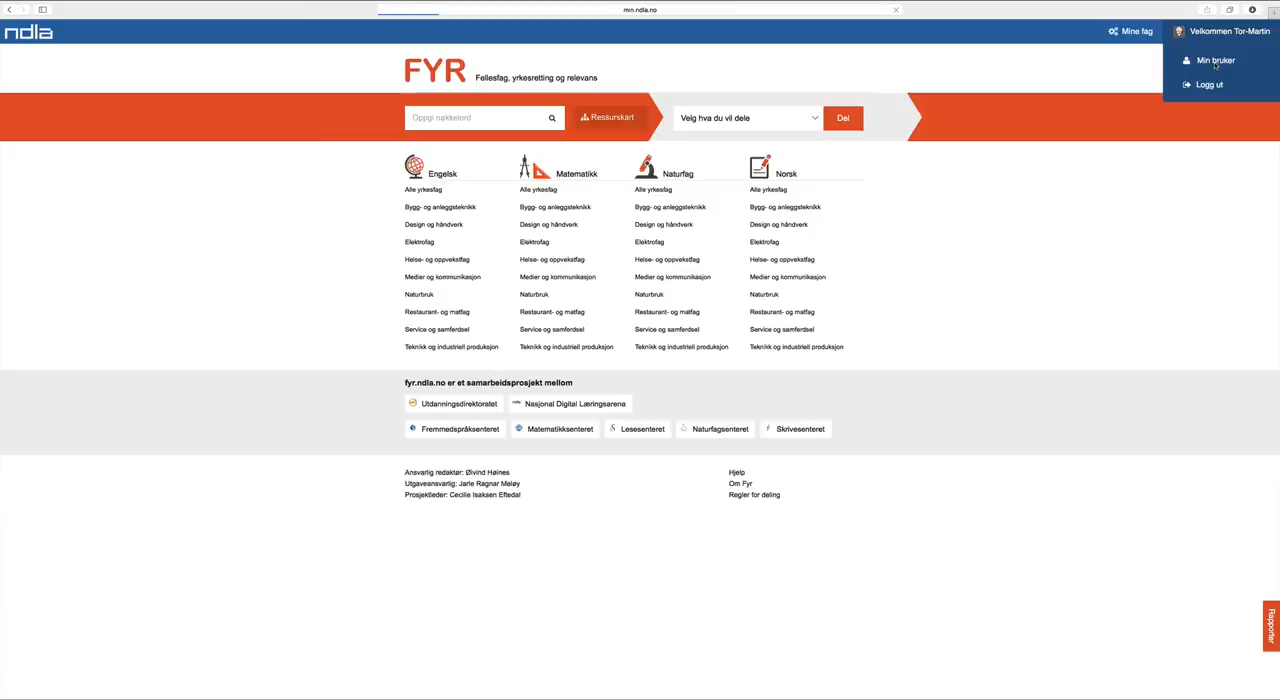 min.ndla.no
ndla
Mine fag
Velkommen Tor-Martin
Min bruker
Logg ut
FYR Fellesfag, yrkesretting og relevans
Oppgi nøkkelord
Ressurskart
Velg hva du vil dele
Del
Engelsk
Alle yrkesfag
Bygg- og anleggsteknikk
Design og håndverk
Elektrofag
Helse- og oppvekstfag
Medier og kommunikasjon
Naturbruk
Restaurant- og matfag
Service og samferdsel
Teknikk og industriell produksjon
Matematikk
Alle yrkesfag
Bygg- og anleggsteknikk
Design og håndverk
Elektrofag
Helse- og oppvekstfag
Medier og kommunikasjon
Naturbruk
Restaurant- og matfag
Service og samferdsel
Teknikk og industriell produksjon
Naturfag
Alle yrkesfag
Bygg- og anleggsteknikk
Design og håndverk
Elektrofag
Helse- og oppvekstfag
Medier og kommunikasjon
Naturbruk
Restaurant- og matfag
Service og samferdsel
Teknikk og industriell produksjon
Norsk
Alle yrkesfag
Bygg- og anleggsteknikk
Design og håndverk
Elektrofag
Helse- og oppvekstfag
Medier og kommunikasjon
Naturbruk
Restaurant- og matfag
Service og samferdsel
Teknikk og industriell produksjon
fyr.ndla.no er et samarbeidsprosjekt mellom
Utdanningsdirektoratet
ndla Nasjonal Digital Læringsarena
Fremmedspråksenteret
Matematikksenteret
Lesesenteret
Naturfagsenteret
Skrivesenteret
Ansvarlig redaktør: Øivind Høines
Utgaveansvarlig: Jarle Ragnar Meløy
Prosjektleder: Cecilie Isaksen Eftedal
Hjelp
Om Fyr
Regler for deling
Rapporter